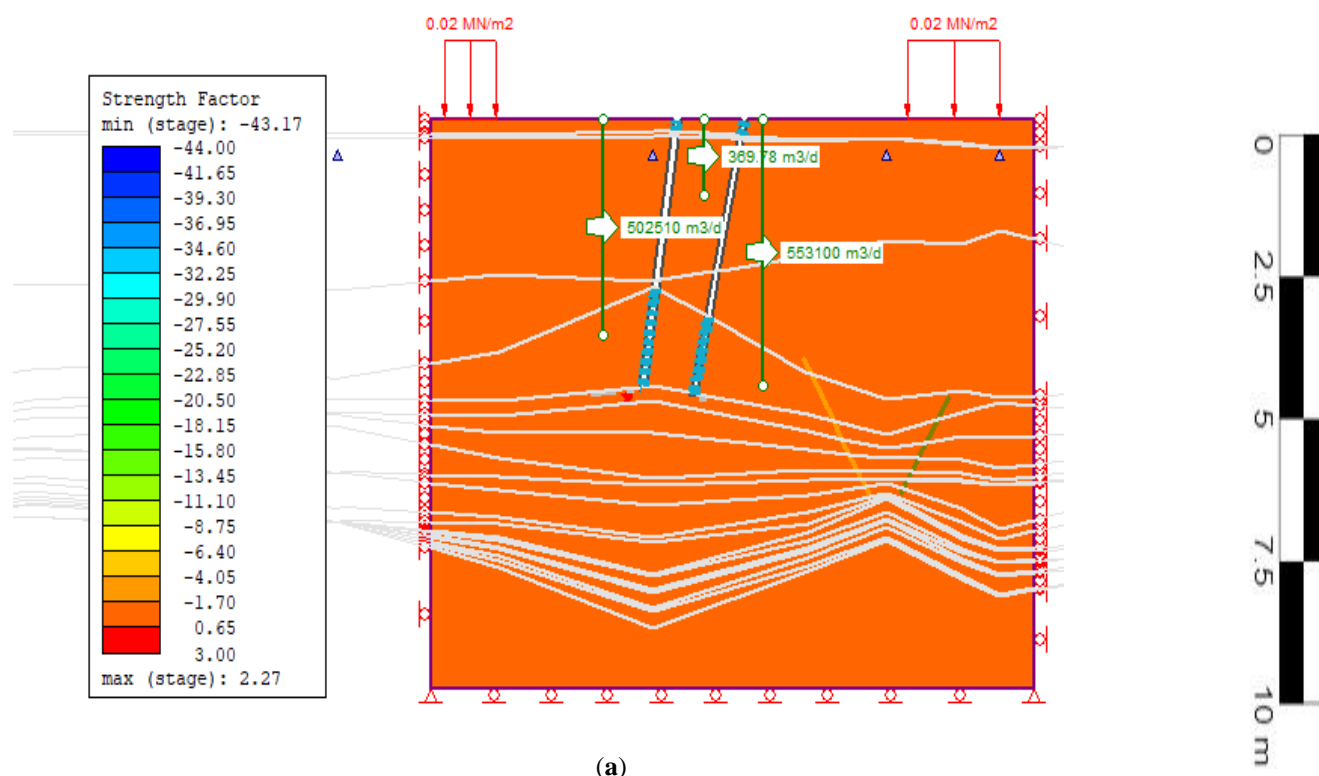 0.02 MN/m2
0.02 MN/m2
Strength Factor
min (stage): -43.17
-44.00
-41.65
-39.30
-36.95
-34.60
-32.25
-29.90
-27.55
-25.20
-22.85
-20.50
-18.15
-15.80
-13.45
-11.10
-8.75
-6.40
-4.05
-1.70
0.65
3.00
max (stage): 2.27
369.78 m3/d
502510 m3/d
553100 m3/d
0
2.5
5
7.5
10 m
(a)